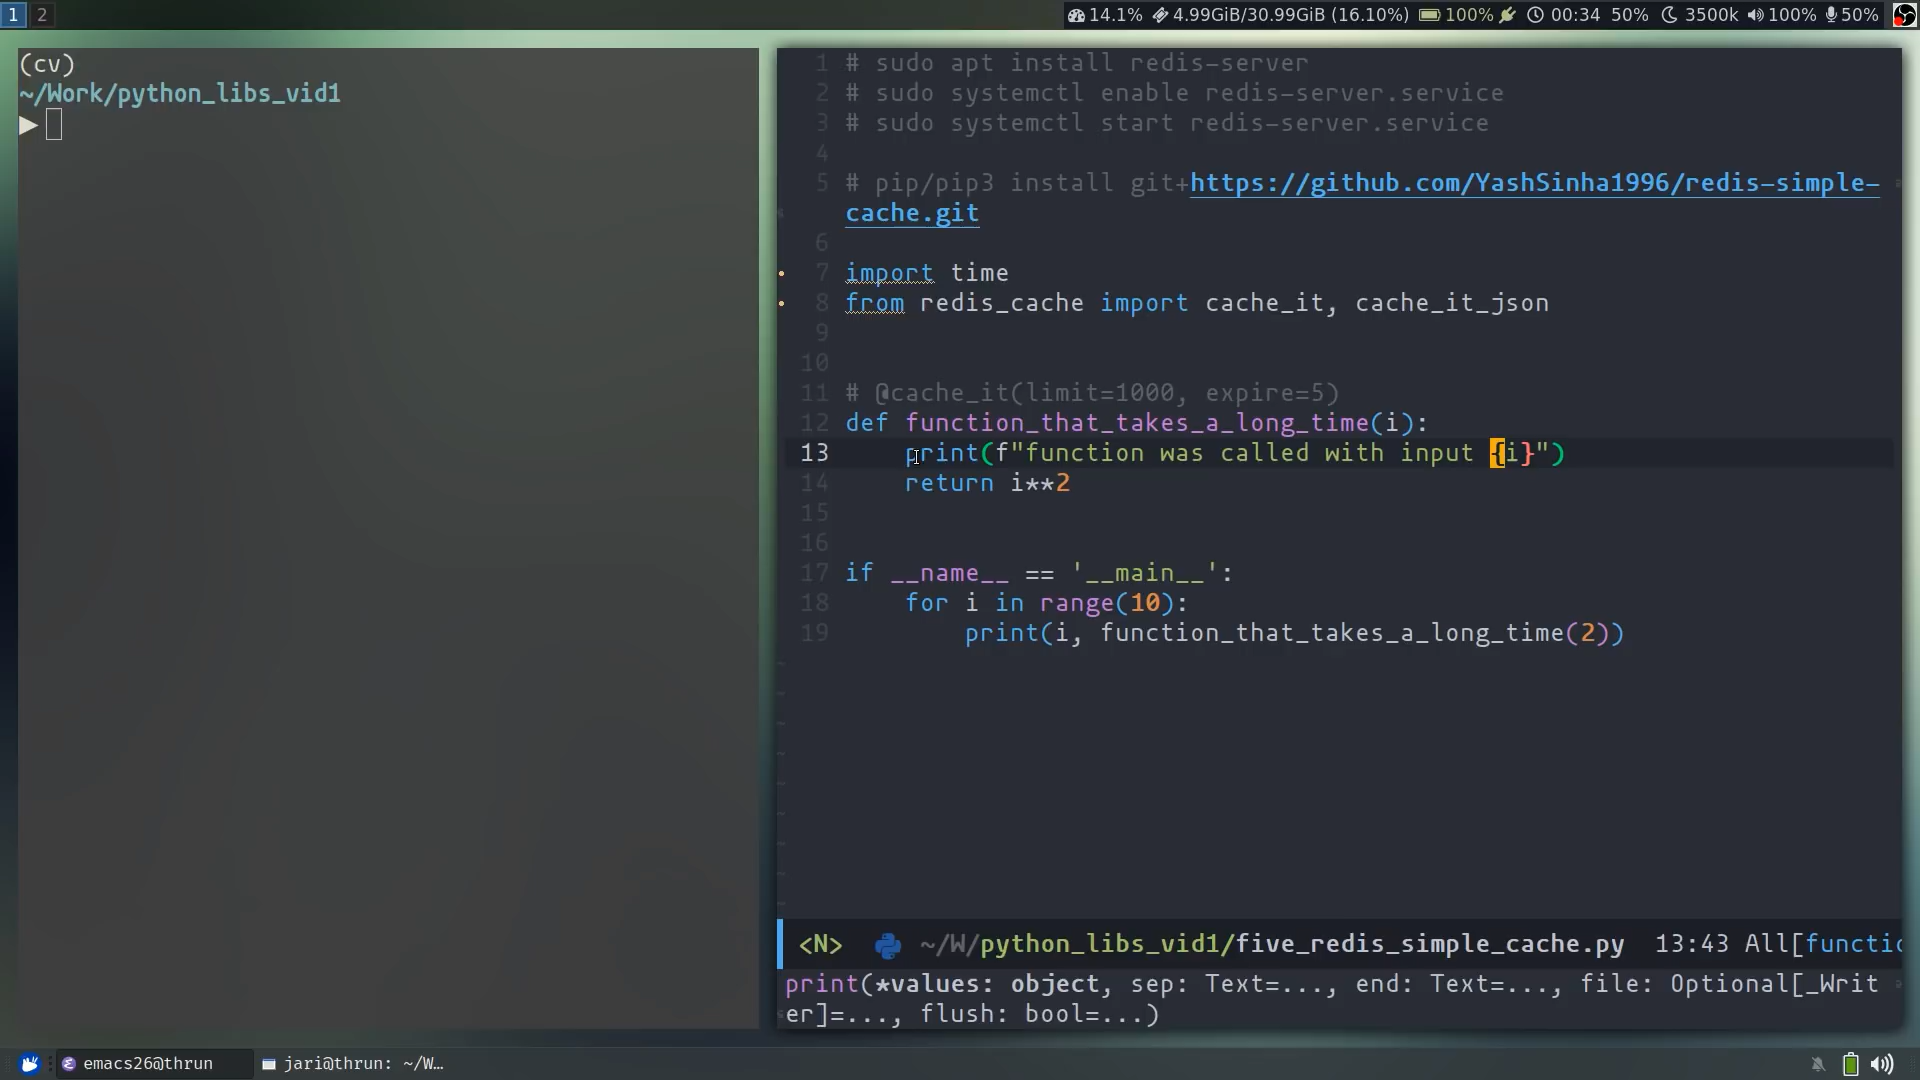 1 2 14.1% 4.99GiB/30.99GiB (16.10%) 100% 00:34 50% 3500k 100% 50%
(cv)
~/Work/python_libs_vid1
1 # sudo apt install redis-server
2 # sudo systemctl enable redis-server.service
3 # sudo systemctl start redis-server.service
4
5 # pip/pip3 install git+https://github.com/YashSinha1996/redis-simple-
cache.git
6
7 import time
8 from redis_cache import cache_it, cache_it_json
9
10
11 # @cache_it(limit=1000, expire=5)
12 def function_that_takes_a_long_time(i):
13     print(f"function was called with input {i}")
14     return i**2
15
16
17 if __name__ == '__main__':
18     for i in range(10):
19         print(i, function_that_takes_a_long_time(2))
~
~
~
~
~
~
~
~
~
<N> ~/W/python_libs_vid1/five_redis_simple_cache.py 13:43 All[functio
print(*values: object, sep: Text=..., end: Text=..., file: Optional[_Writ
er]=..., flush: bool=...)
emacs26@thrun jari@thrun: ~/W...